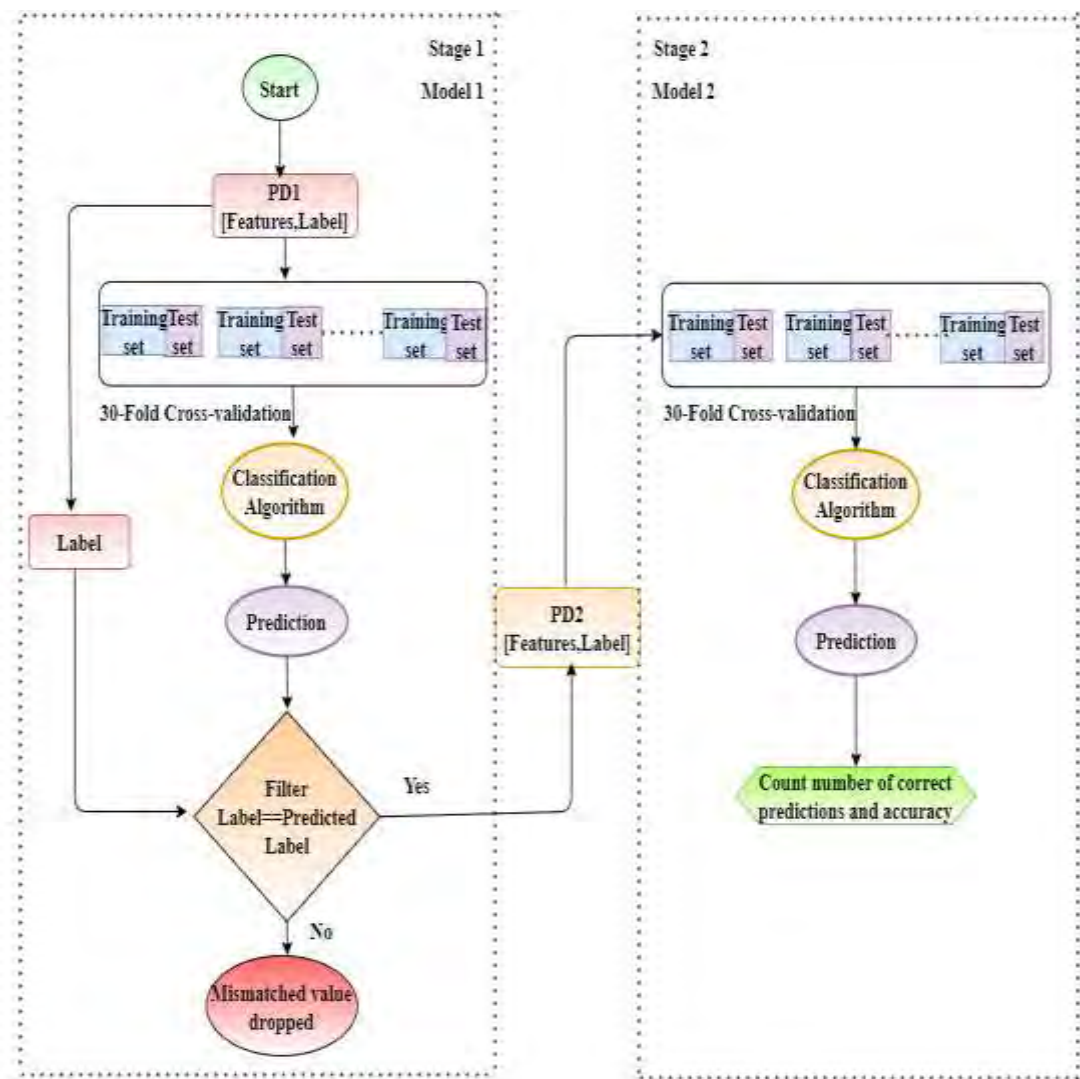 Stage 1
Model 1
Start
PD1
[Features,Label]
Training Test
set set
Training Test
set set
Training Test
set set
30-Fold Cross-validation
Classification
Algorithm
Label
Prediction
Filter
Label==Predicted
Label
Yes
No
Mismatched value
dropped
PD2
[Features,Label]
Stage 2
Model 2
Training Test
set set
Training Test
set set
Training Test
set set
30-Fold Cross-validation
Classification
Algorithm
Prediction
Count number of correct
predictions and accuracy